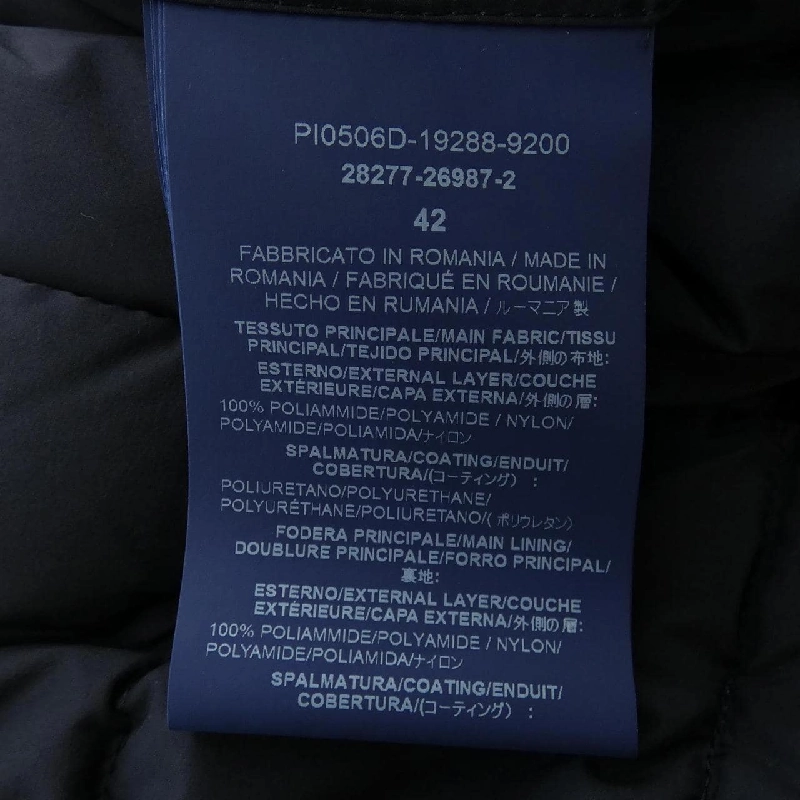 PI0506D-19288-9200
28277-26987-2
42
FABBRICATO IN ROMANIA / MADE IN
ROMANIA / FABRIQUÉ EN ROUMANIE /
HECHO EN RUMANIA / ルーマニア製
TESSUTO PRINCIPALE/MAIN FABRIC/TISSU
PRINCIPAL/TEJIDO PRINCIPAL/外側の布地:
ESTERNO/EXTERNAL LAYER/COUCHE
EXTÉRIEURE/CAPA EXTERNA/外側の層:
100% POLIAMMIDE/POLYAMIDE / NYLON/
POLYAMIDE/POLIAMIDA/ナイロン
SPALMATURA/COATING/ENDUIT/
COBERTURA/(コーティング) :
POLIURETANO/POLYURETHANE/
POLYURÉTHANE/POLIURETANO/( ポリウレタン)
FODERA PRINCIPALE/MAIN LINING/
DOUBLURE PRINCIPALE/FORRO PRINCIPAL/
裏地:
ESTERNO/EXTERNAL LAYER/COUCHE
EXTÉRIEURE/CAPA EXTERNA/外側の層:
100% POLIAMMIDE/POLYAMIDE / NYLON/
POLYAMIDE/POLIAMIDA/ナイロン
SPALMATURA/COATING/ENDUIT/
COBERTURA/(コーティング) :